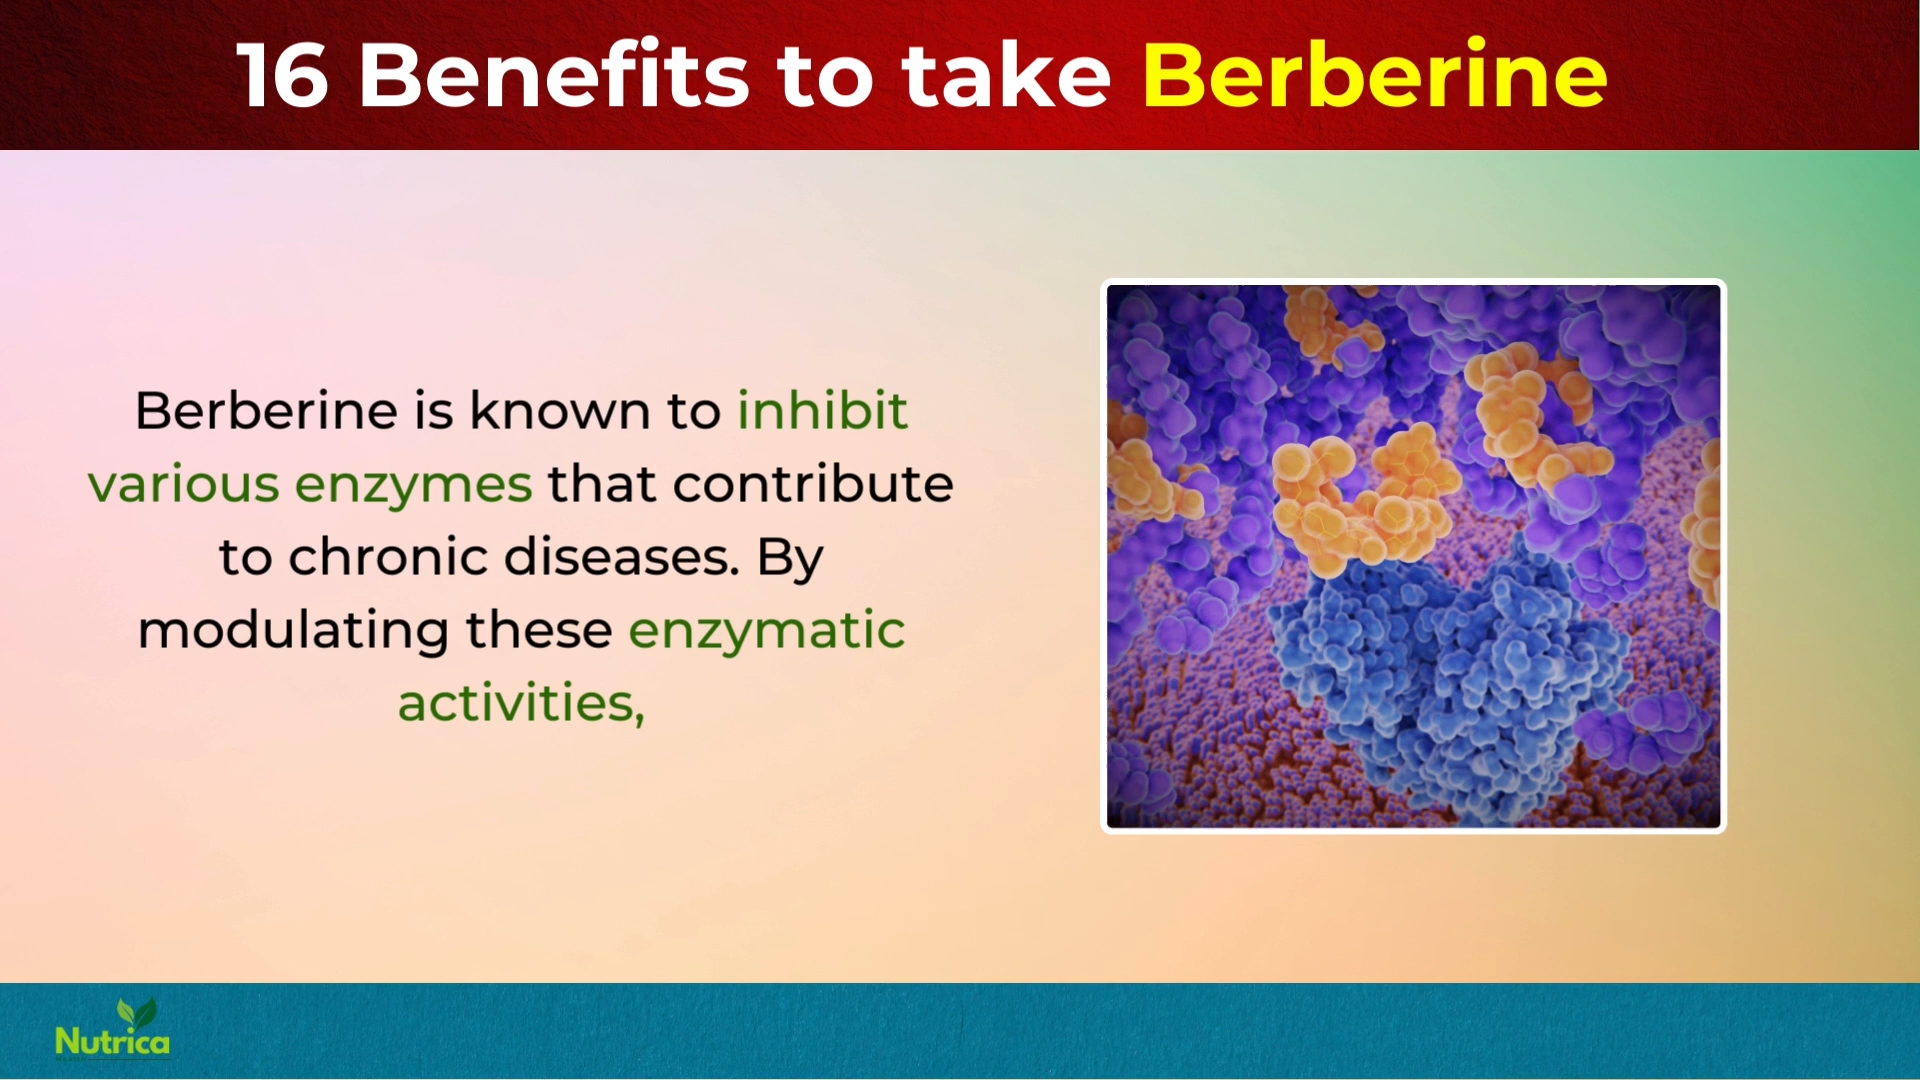 16 Benefits to take Berberine
Berberine is known to inhibit
various enzymes that contribute
to chronic diseases. By
modulating these enzymatic
activities,
Nutrica